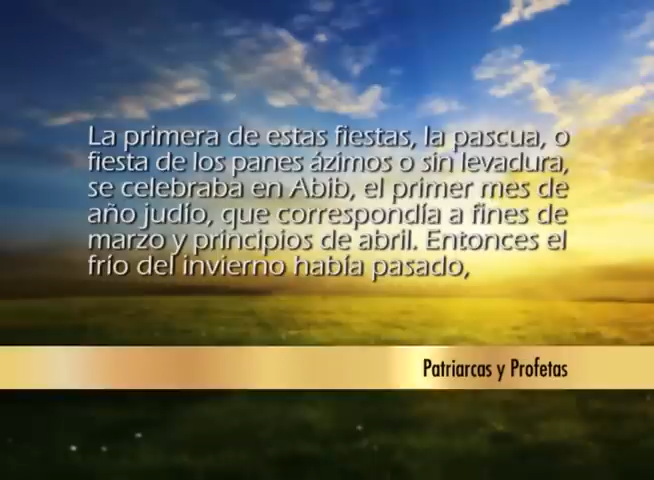 La primera de estas fiestas, la pascua, o
fiesta de los panes ázimos o sin levadura,
se celebraba en Abib, el primer mes de
año judío, que correspondía a fines de
marzo y principios de abril. Entonces el
frío del invierno había pasado,
Patriarcas y Profetas